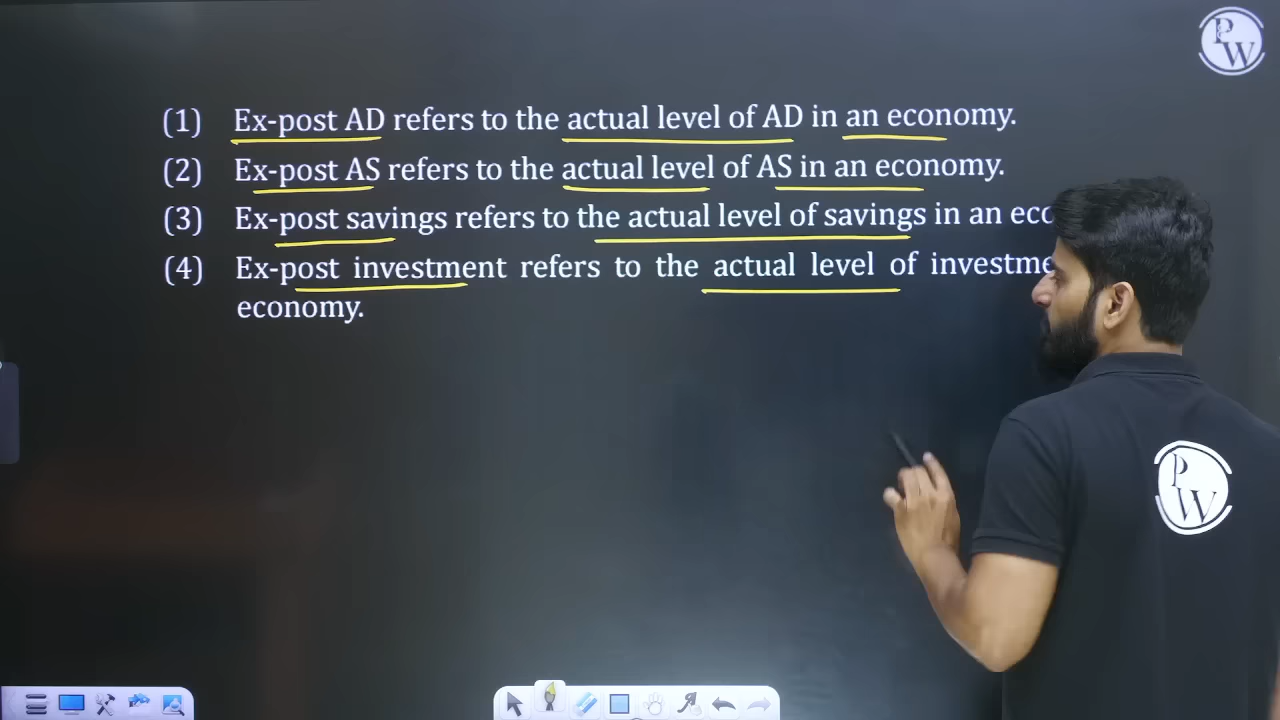 PW
(1) Ex-post AD refers to the actual level of AD in an economy.
(2) Ex-post AS refers to the actual level of AS in an economy.
(3) Ex-post savings refers to the actual level of savings in an
(4) Ex-post investment refers to the actual level of
economy.
PW